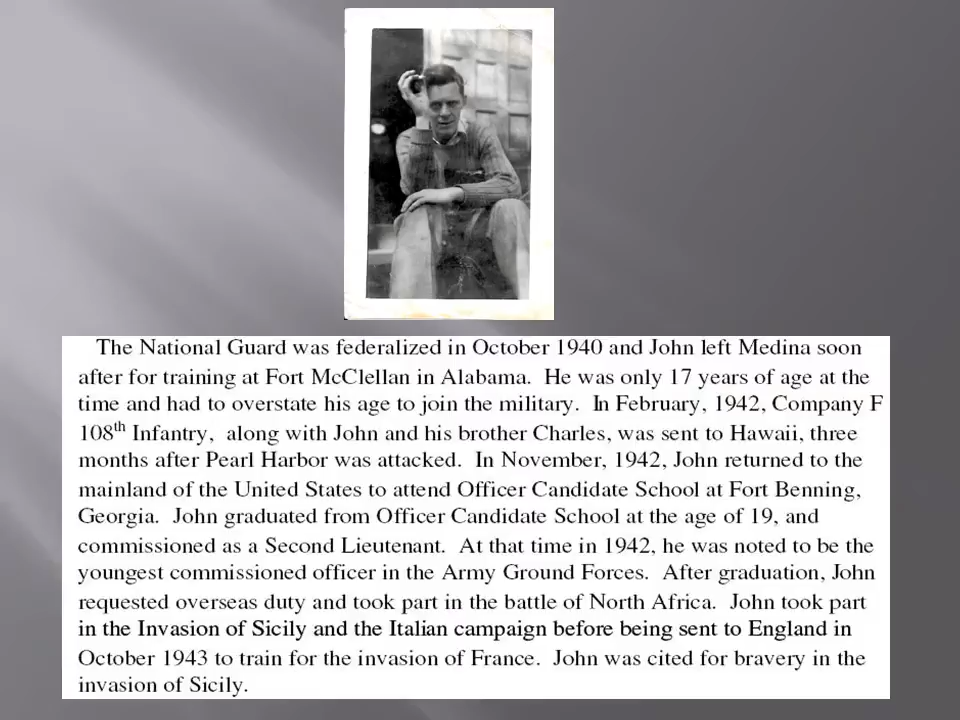 The National Guard was federalized in October 1940 and John left Medina soon
after for training at Fort McClellan in Alabama. He was only 17 years of age at the
time and had to overstate his age to join the military. In February, 1942, Company F
108th Infantry, along with John and his brother Charles, was sent to Hawaii, three
months after Pearl Harbor was attacked. In November, 1942, John returned to the
mainland of the United States to attend Officer Candidate School at Fort Benning,
Georgia. John graduated from Officer Candidate School at the age of 19, and
commissioned as a Second Lieutenant. At that time in 1942, he was noted to be the
youngest commissioned officer in the Army Ground Forces. After graduation, John
requested overseas duty and took part in the battle of North Africa. John took part
in the Invasion of Sicily and the Italian campaign before being sent to England in
October 1943 to train for the invasion of France. John was cited for bravery in the
invasion of Sicily.